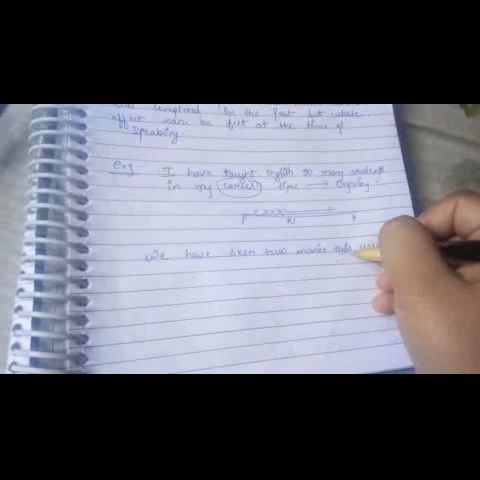 completed in the past but whose
effect can be felt at the time of
speaking.
eg. I have taught english to many students
in my career time → Ongoing
P N F
We have seen two movies